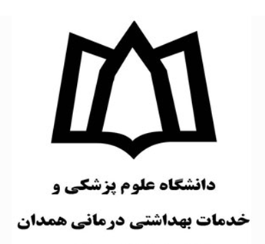 دانشگاه علوم پزشکی و
خدمات بهداشتی درمانی همدان